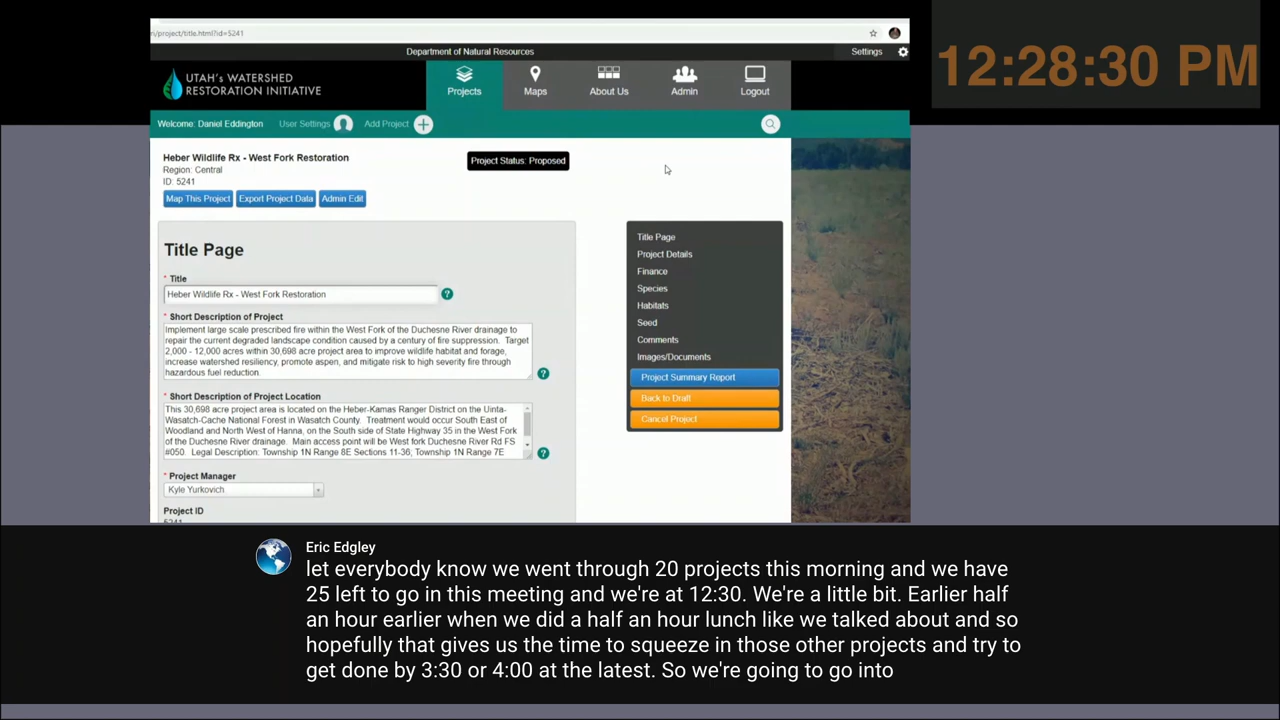 n/project/title.html?id=5241
12:28:30 PM
Department of Natural Resources
Settings
UTAH's WATERSHED
RESTORATION INITIATIVE
Projects
Maps
About Us
Admin
Logout
Welcome: Daniel Eddington
User Settings
Add Project
Heber Wildlife Rx - West Fork Restoration
Region: Central
ID: 5241
Project Status: Proposed
Map This Project
Export Project Data
Admin Edit
Title Page
* Title
Heber Wildlife Rx - West Fork Restoration
* Short Description of Project
Implement large scale prescribed fire within the West Fork of the Duchesne River drainage to
repair the current degraded landscape condition caused by a century of fire suppression. Target
2,000 - 12,000 acres within 30,698 acre project area to improve wildlife habitat and forage,
increase watershed resiliency, promote aspen, and mitigate risk to high severity fire through
hazardous fuel reduction.
* Short Description of Project Location
This 30,698 acre project area is located on the Heber-Kamas Ranger District on the Uinta-
Wasatch-Cache National Forest in Wasatch County. Treatment would occur South East of
Woodland and North West of Hanna, on the South side of State Highway 35 in the West Fork
of the Duchesne River drainage. Main access point will be West fork Duchesne River Rd FS
#050. Legal Description: Township 1N Range 8E Sections 11-36; Township 1N Range 7E
* Project Manager
Kyle Yurkovich
Project ID
5241
Title Page
Project Details
Finance
Species
Habitats
Seed
Comments
Images/Documents
Project Summary Report
Back to Draft
Cancel Project
Eric Edgley
let everybody know we went through 20 projects this morning and we have
25 left to go in this meeting and we're at 12:30. We're a little bit. Earlier half
an hour earlier when we did a half an hour lunch like we talked about and so
hopefully that gives us the time to squeeze in those other projects and try to
get done by 3:30 or 4:00 at the latest. So we're going to go into